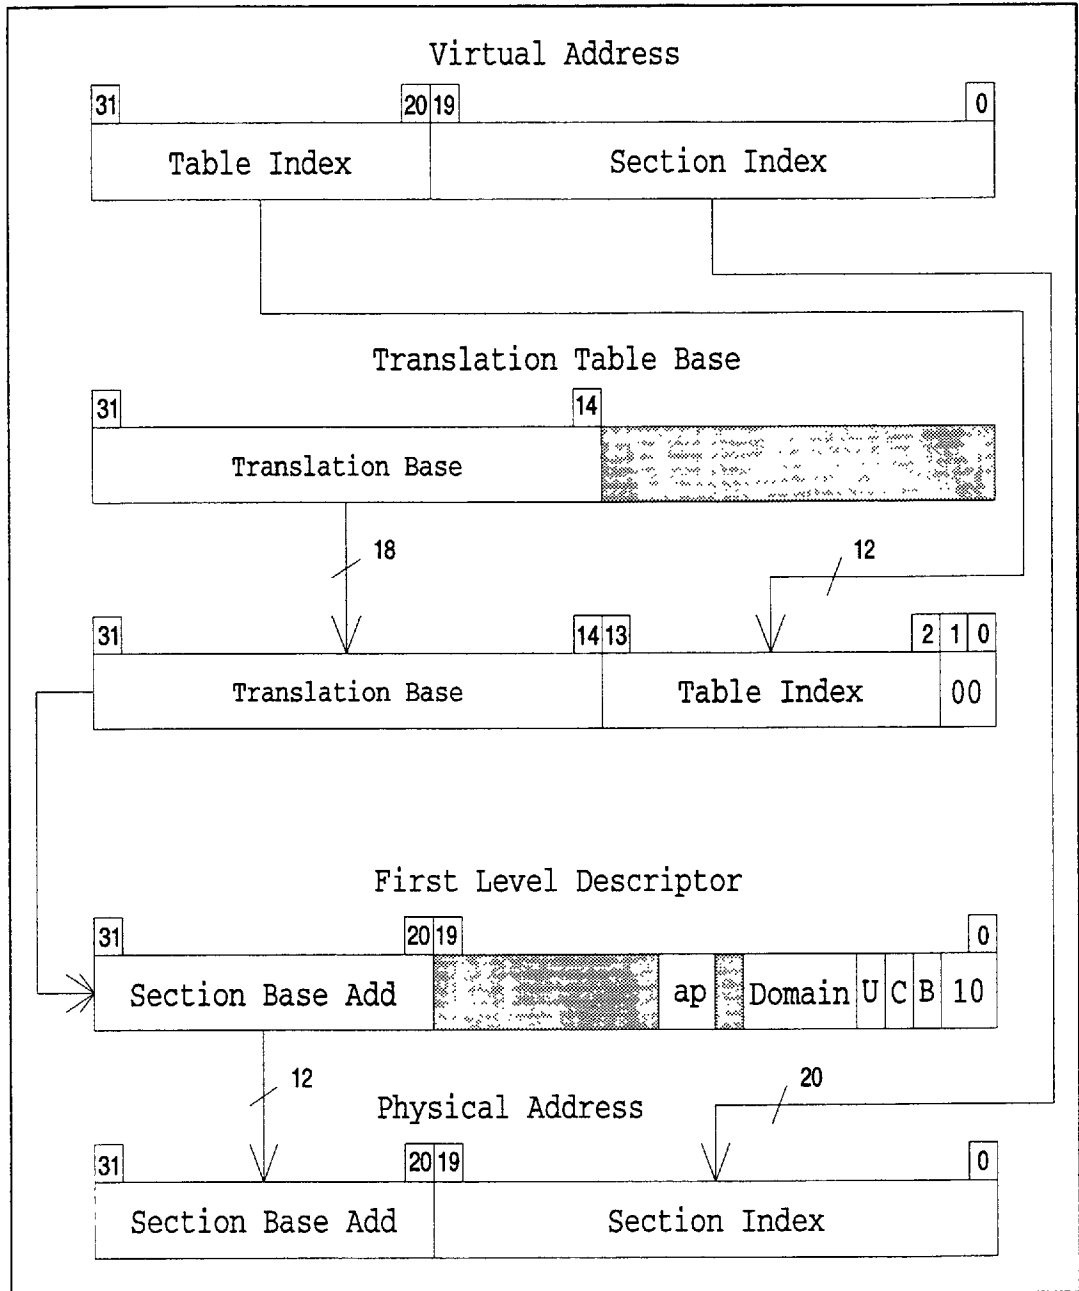 Virtual Address
31 20 19 0
Table Index Section Index
Translation Table Base
31 14
Translation Base
18 12
31 14 13 2 1 0
Translation Base Table Index 00
First Level Descriptor
31 20 19 0
Section Base Add ap Domain U C B 10
12 20
Physical Address
31 20 19 0
Section Base Add Section Index